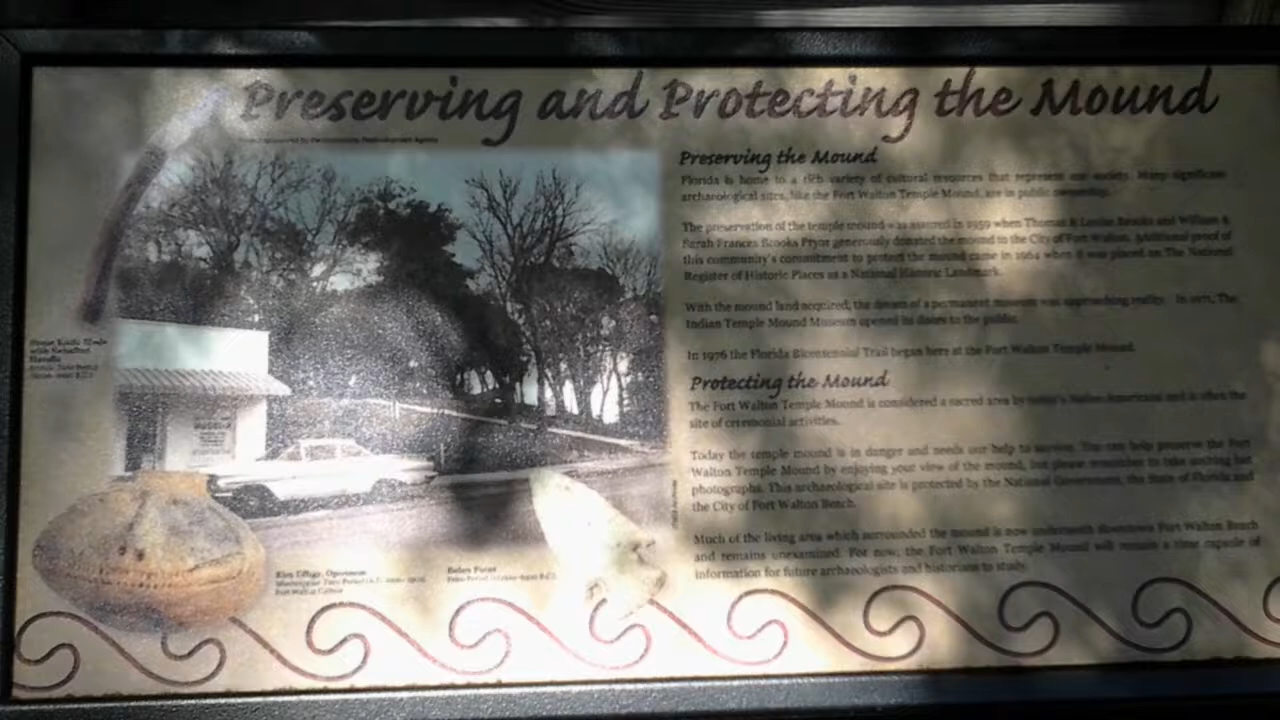 Preserving and Protecting the Mound
Preserving the Mound
Florida is home to a rich variety of cultural resources that represent our society. Many significant
archaeological sites, like the Fort Walton Temple Mound, are in public ownership.
The preservation of the temple mound was assured in 1959 when Thomas & Louise Brooks and William &
Sarah Frances Brooks Pryor generously donated the mound to the City of Fort Walton. Additional proof of
this community's commitment to protect the mound came in 1964 when it was placed on The National
Register of Historic Places as a National Historic Landmark.
With the mound land acquired, the dream of a permanent museum was approaching reality. In 1971, The
Indian Temple Mound Museum opened its doors to the public.
In 1976 the Florida Bicentennial Trail began here at the Fort Walton Temple Mound.
Protecting the Mound
The Fort Walton Temple Mound is considered a sacred area by today's Native Americans and is often the
site of ceremonial activities.
Today the temple mound is in danger and needs our help to survive. You can help preserve the Fort
Walton Temple Mound by enjoying your view of the mound, but please remember to take nothing but
photographs. This archaeological site is protected by the National Government, the State of Florida and
the City of Fort Walton Beach.
Much of the living area which surrounded the mound is now underneath downtown Fort Walton Beach
and remains unexamined. For now, the Fort Walton Temple Mound will remain a time capsule of
information for future archaeologists and historians to study.
MUSEUM
Fort Walton Culture
Bolen Point